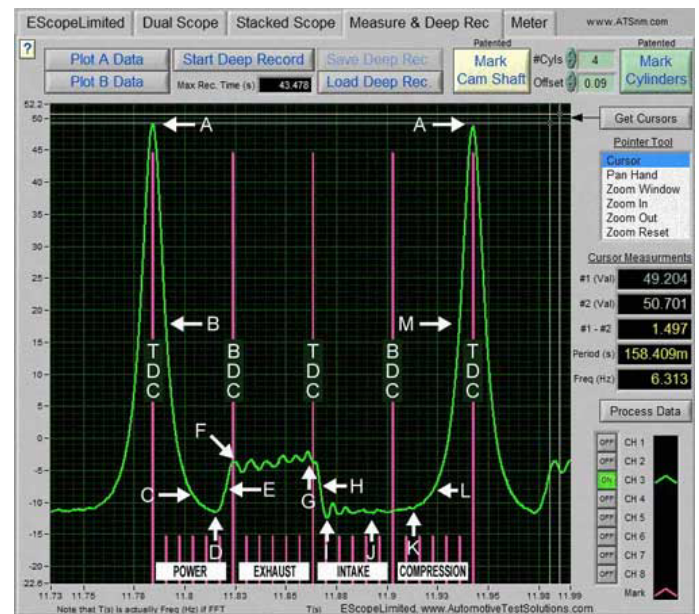 EScopeLimited Dual Scope Stacked Scope Measure & Deep Rec Meter www.ATSnm.com
?
Plot A Data Start Deep Record Save Deep Rec
Plot B Data Max Rec. Time (s) 43.478 Load Deep Rec.
Patented
Mark
Cam Shaft
#Cyls 4
Offset 0.09
Patented
Mark
Cylinders
52.2
50
45
40
35
30
25
20
15
10
5
0
-5
-10
-15
-20
-22.6
A
A
B
M
TDC
BDC
TDC
BDC
TDC
F
C
E
G
H
L
D
I
J
K
POWER EXHAUST INTAKE COMPRESSION
11.73 11.75 11.78 11.8 11.83 11.85 11.88 11.9 11.93 11.95 11.99
Note that T(s) is actually Freq (Hz) if FFT T(s) EScopeLimited, www.AutomotiveTestSolutions.com
Get Cursors
Pointer Tool
Cursor
Pan Hand
Zoom Window
Zoom In
Zoom Out
Zoom Reset
Cursor Measurments
#1 (Val) 49.204
#2 (Val) 50.701
#1 - #2 1.497
Period (s) 158.409m
Freq (Hz) 6.313
Process Data
OFF CH 1
OFF CH 2
ON CH 3
OFF CH 4
OFF CH 5
OFF CH 6
OFF CH 7
OFF CH 8
Mark